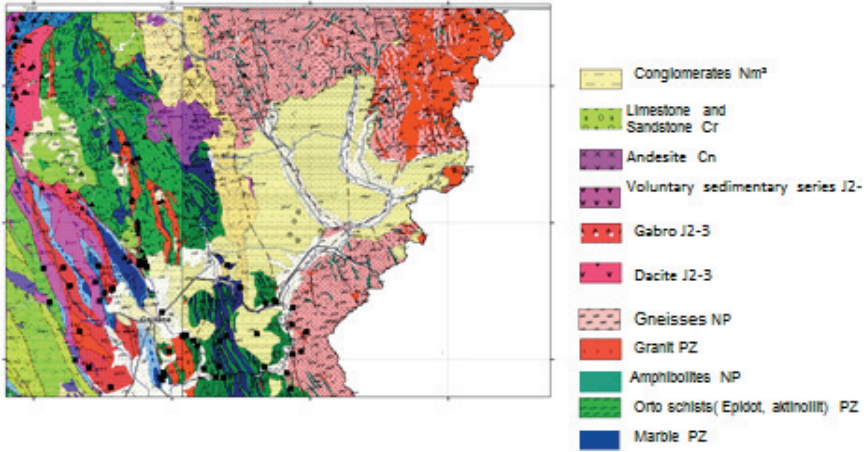 Conglomerates Nm³
Limestone and
Sandstone Cr
Andesite Cn
Voluntary sedimentary series J2-
Gabro J2-3
Dacite J2-3
Gneisses NP
Granit PZ
Amphibolites NP
Orto schists( Epidot, aktinollit) PZ
Marble PZ